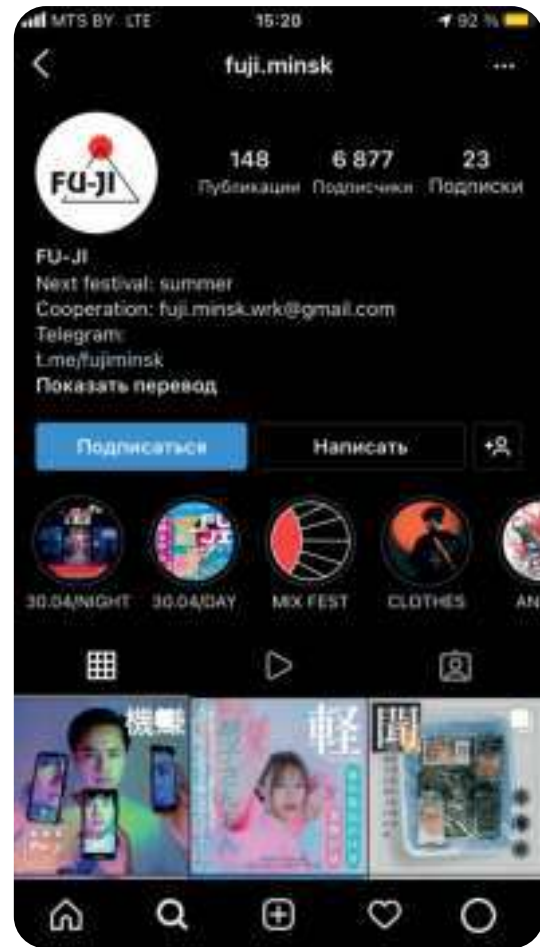 MTS BY LTE 15:20 92 %
fuji.minsk
FU-JI
148 6 877 23
Публикации Подписчики Подписки
FU-JI
Next festival: summer
Cooperation: fuji.minsk.wrk@gmail.com
Telegram:
t.me/fujiminsk
Показать перевод
Подписаться Написать
30.04/NIGHT 30.04/DAY MIX FEST CLOTHES AN